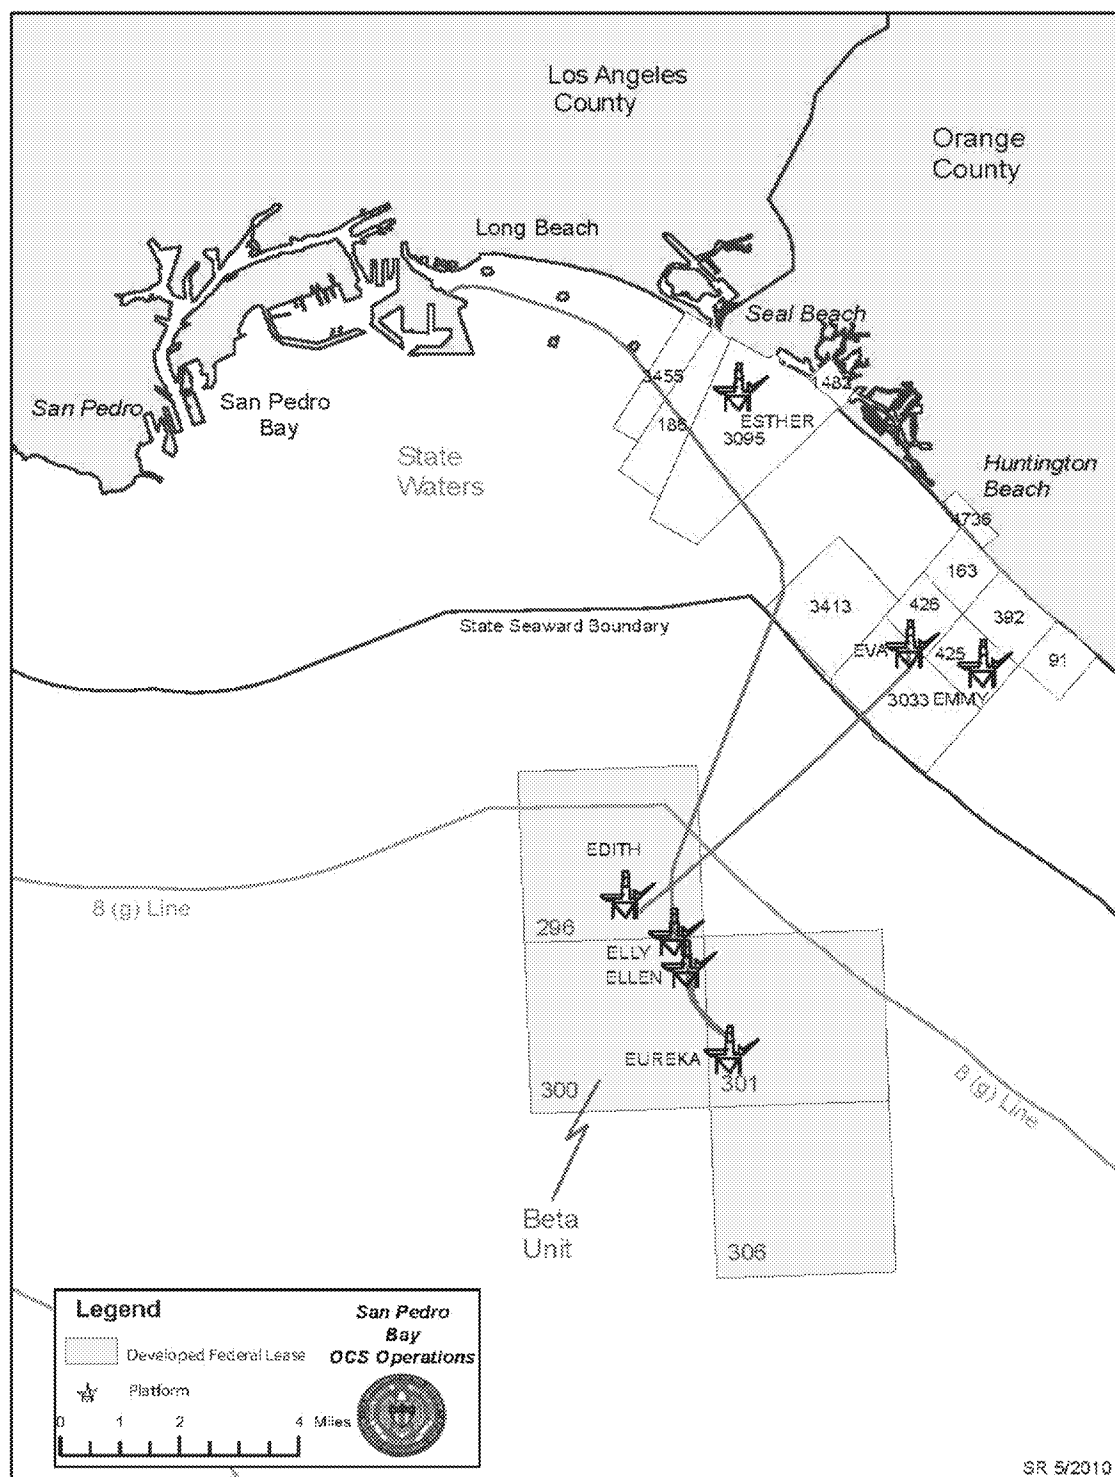 Los Angeles
County
Orange
County
Long Beach
Seal Beach
San Pedro
San Pedro
Bay
State
Waters
3455
185
ESTHER
3095
1482
Huntington
Beach
4736
163
3413
426
392
State Seaward Boundary
EVA
425
91
3033 EMMY
EDITH
8 (g) Line
296
ELLY
ELLEN
EUREKA
300
301
8 (g) Line
Beta
Unit
306
Legend
Developed Federal Lease
Platform
0 1 2 4 Miles
San Pedro
Bay
OCS Operations
SR 5/2010